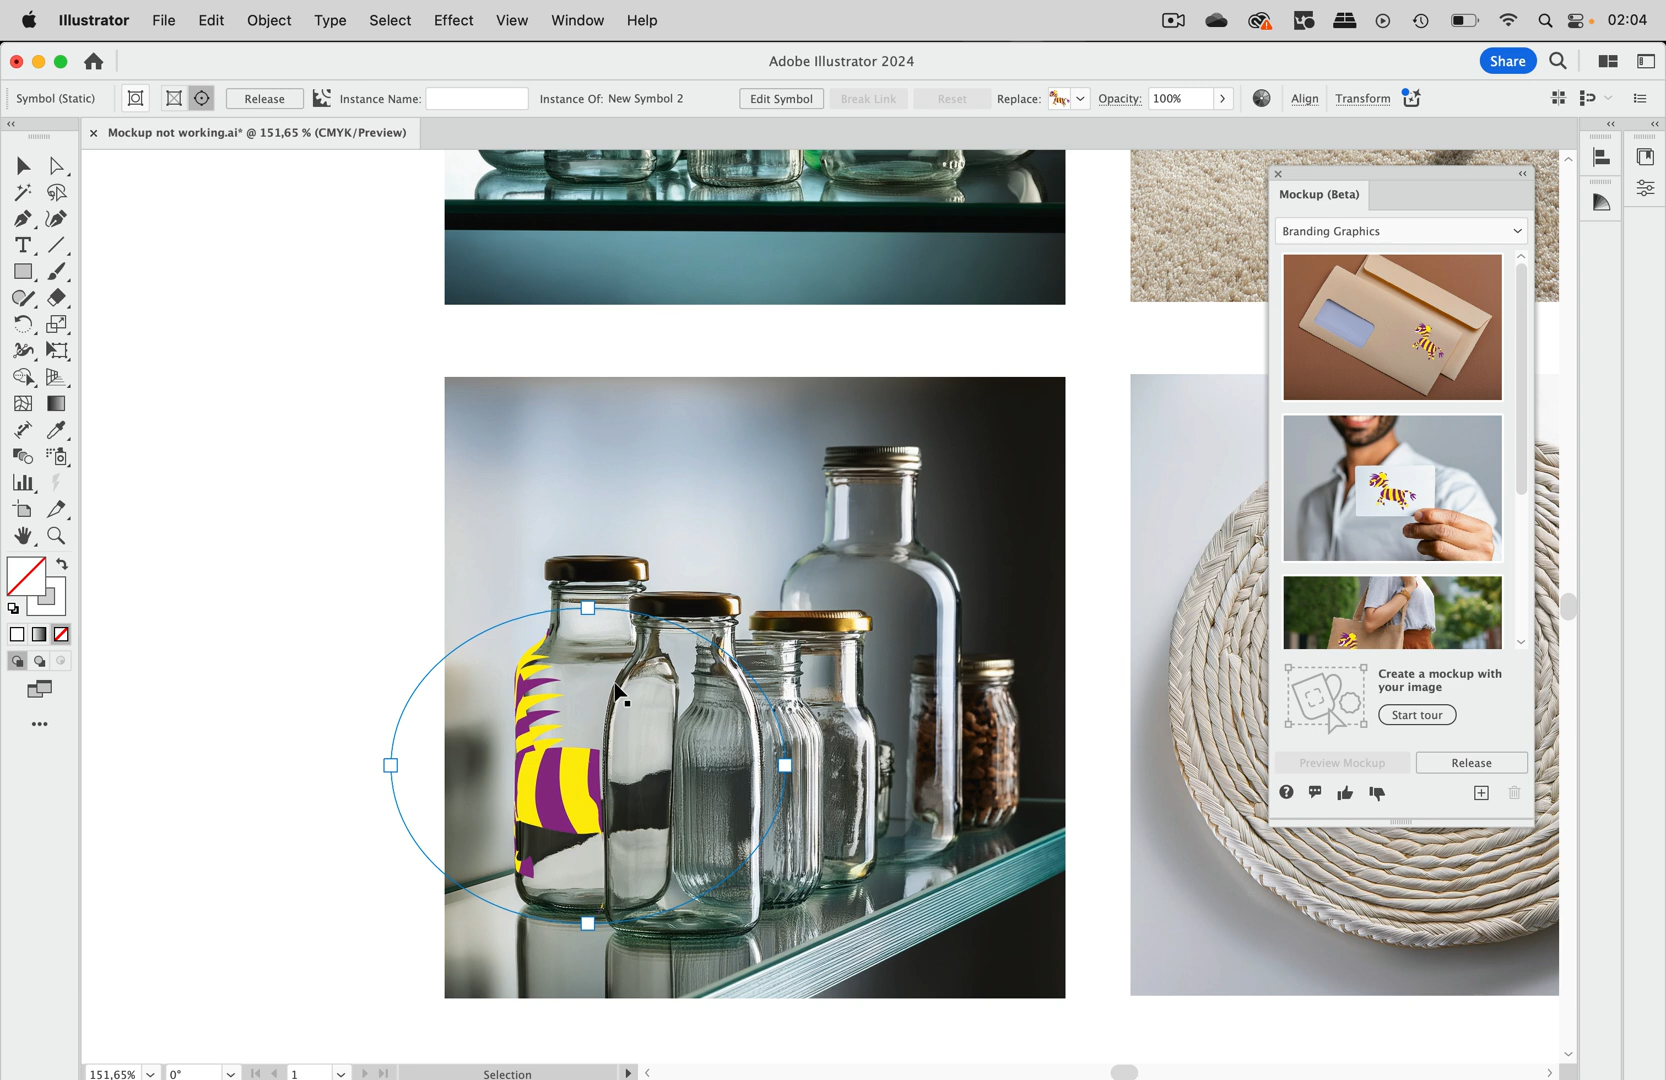 Illustrator File Edit Object Type Select Effect View Window Help 02:04
Adobe Illustrator 2024 Share
Symbol (Static) Release Instance Name: Instance Of: New Symbol 2 Edit Symbol Break Link Reset Replace: Opacity: 100% Align Transform
Mockup not working.ai* @ 151,65 % (CMYK/Preview)
Mockup (Beta)
Branding Graphics
Create a mockup with
your image
Start tour
Preview Mockup Release
151,65% 0° 1 Selection